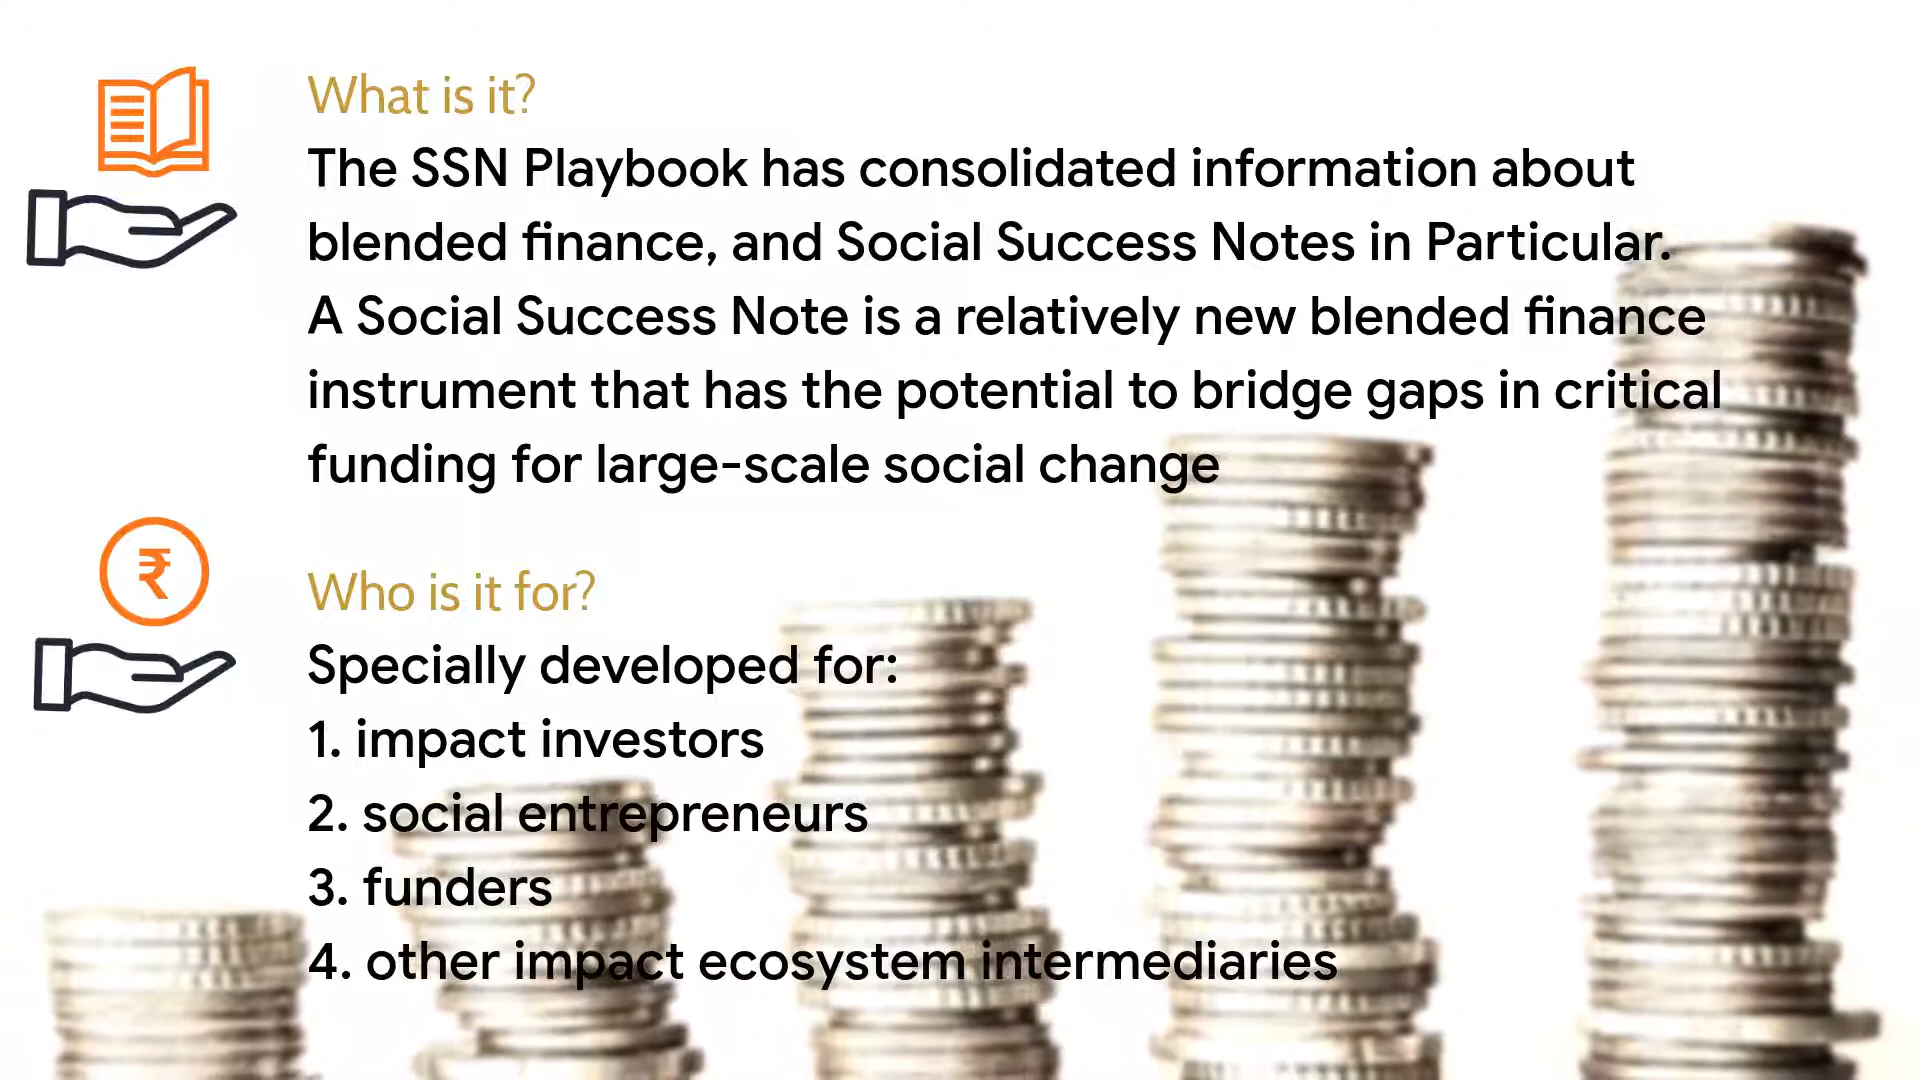 What is it?
The SSN Playbook has consolidated information about
blended finance, and Social Success Notes in Particular.
A Social Success Note is a relatively new blended finance
instrument that has the potential to bridge gaps in critical
funding for large-scale social change
₹
Who is it for?
Specially developed for:
1. impact investors
2. social entrepreneurs
3. funders
4. other impact ecosystem intermediaries